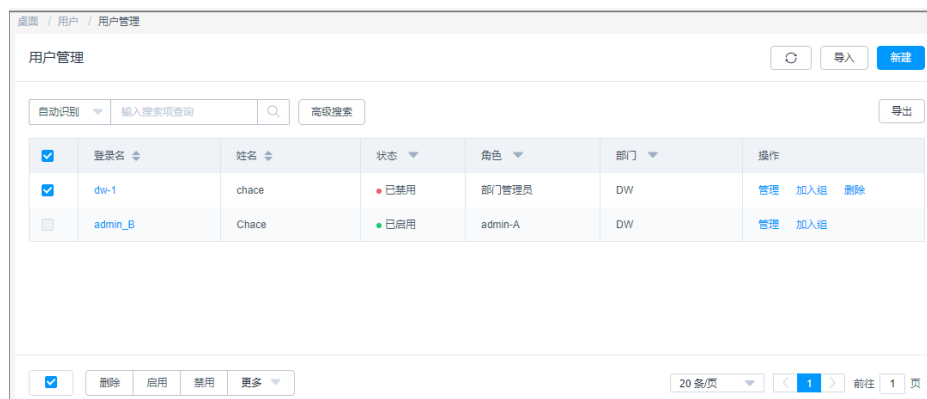 桌面 / 用户 / 用户管理
用户管理 导入 新建
自动识别 输入搜索项查询 高级搜索 导出
登录名 姓名 状态 角色 部门 操作
dw-1 chace 已禁用 部门管理员 DW 管理 加入组 删除
admin_B Chace 已启用 admin-A DW 管理 加入组
删除 启用 禁用 更多 20 条/页 1 前往 1 页